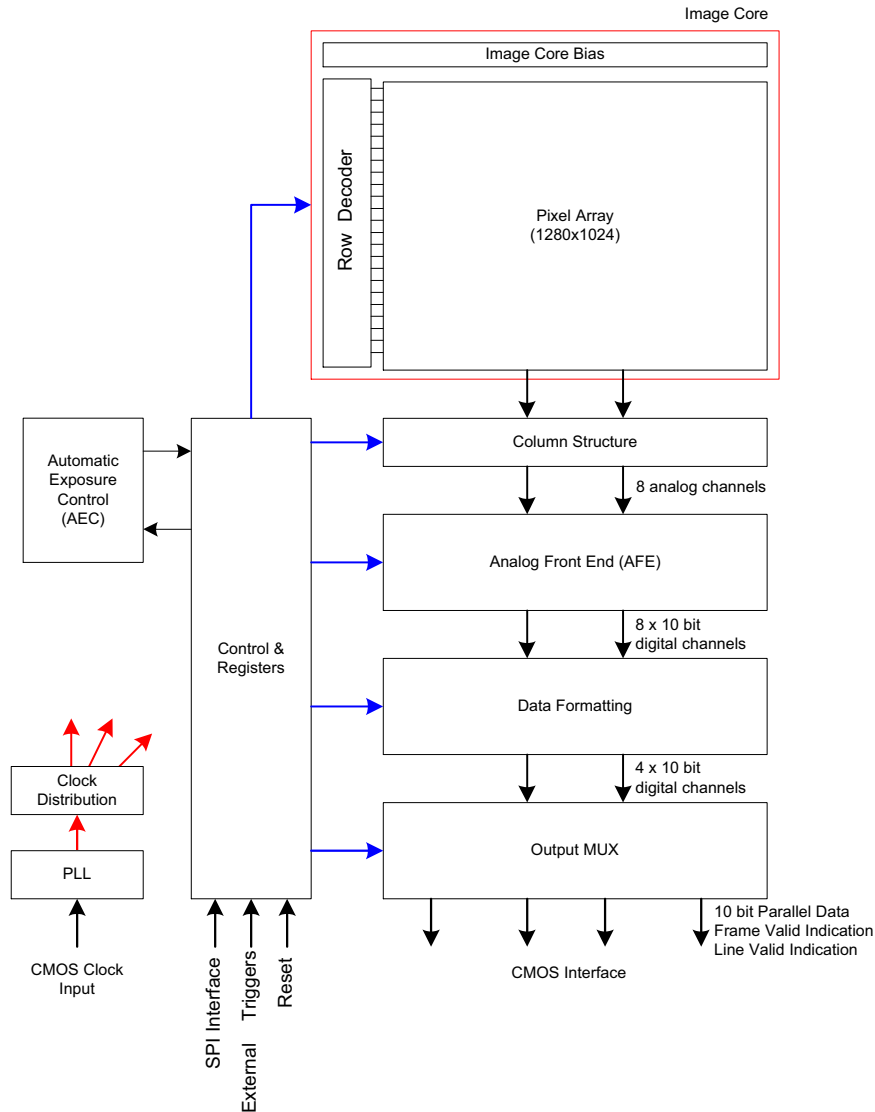 Image Core
Image Core Bias
Row Decoder
Pixel Array
(1280x1024)
Column Structure
8 analog channels
Automatic
Exposure
Control
(AEC)
Analog Front End (AFE)
8 x 10 bit
digital channels
Control &
Registers
Data Formatting
4 x 10 bit
digital channels
Clock
Distribution
Output MUX
PLL
10 bit Parallel Data
Frame Valid Indication
Line Valid Indication
CMOS Interface
CMOS Clock
Input
SPI Interface
External Triggers
Reset